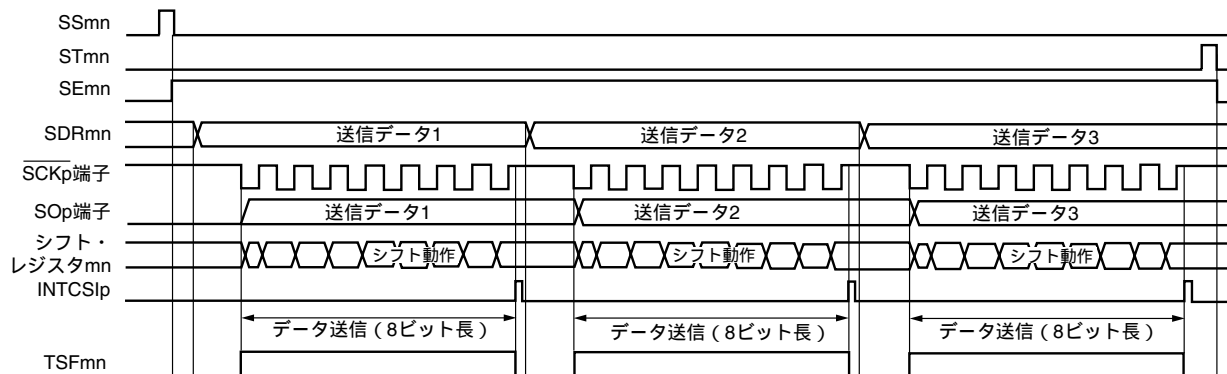 SSmn
STmn
SEmn
SDRmn 送信データ1 送信データ2 送信データ3
SCKp端子
SOp端子 送信データ1 送信データ2 送信データ3
シフト・
レジスタmn シフト動作 シフト動作 シフト動作
INTCSIp
データ送信(8ビット長) データ送信(8ビット長) データ送信(8ビット長)
TSFmn